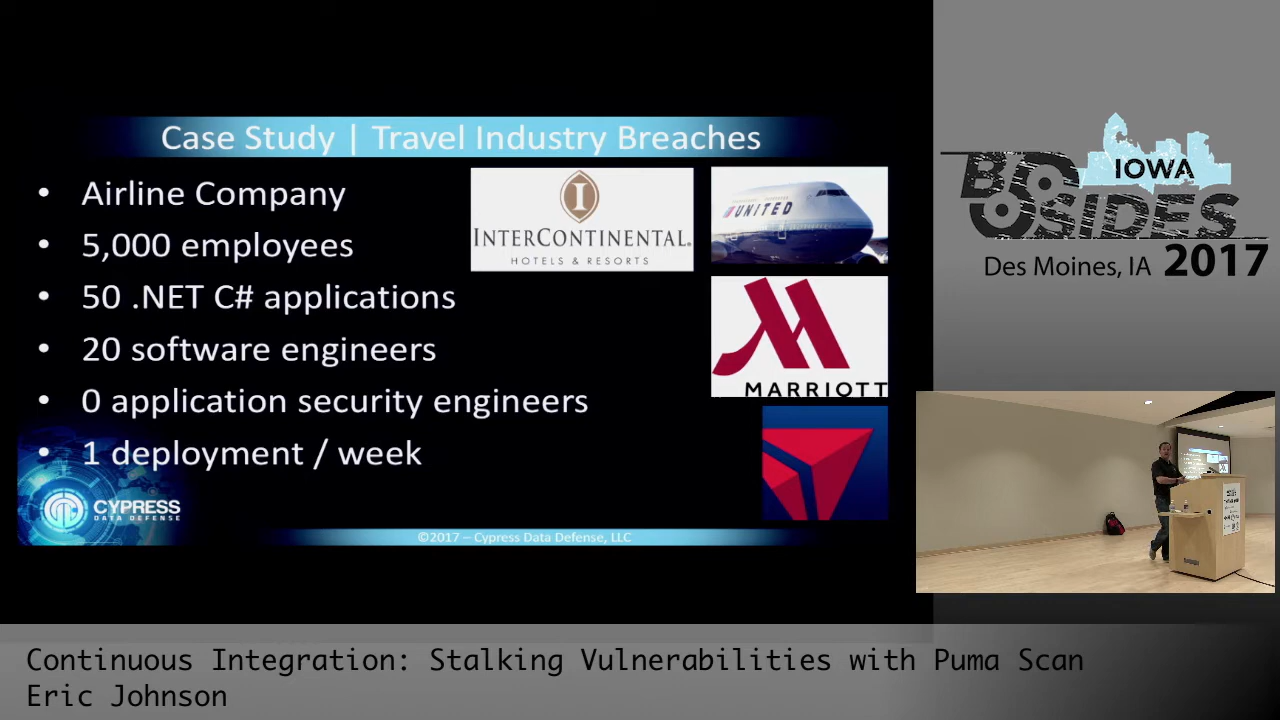 Case Study | Travel Industry Breaches
• Airline Company
• 5,000 employees
• 50 .NET C# applications
• 20 software engineers
• 0 application security engineers
• 1 deployment / week
INTERCONTINENTAL.
HOTELS & RESORTS
UNITED
MARRIOTT
CYPRESS
DATA DEFENSE
©2017 – Cypress Data Defense, LLC
BSIDES
IOWA
Des Moines, IA 2017
Continuous Integration: Stalking Vulnerabilities with Puma Scan
Eric Johnson